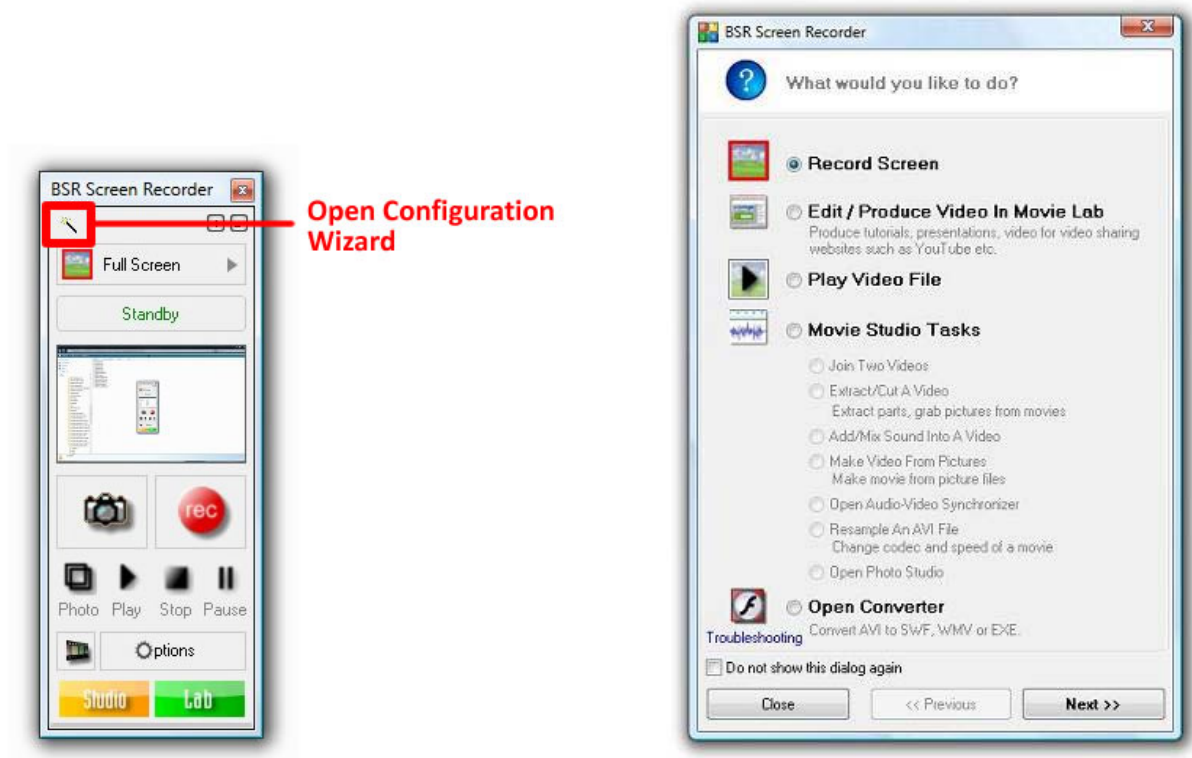 BSR Screen Recorder
Open Configuration
Wizard
Full Screen
Standby
rec
Photo Play Stop Pause
Options
Studio Lab
BSR Screen Recorder
What would you like to do?
Record Screen
Edit / Produce Video In Movie Lab
Produce tutorials, presentations, video for video sharing
websites such as YouTube etc.
Play Video File
Movie Studio Tasks
Join Two Videos
Extract/Cut A Video
Extract parts, grab pictures from movies
Add/Mix Sound Into A Video
Make Video From Pictures
Make movie from picture files
Open Audio-Video Synchronizer
Resample An AVI File
Change codec and speed of a movie
Open Photo Studio
Open Converter
Convert AVI to SWF, WMV or EXE.
Troubleshooting
Do not show this dialog again
Close << Previous Next >>